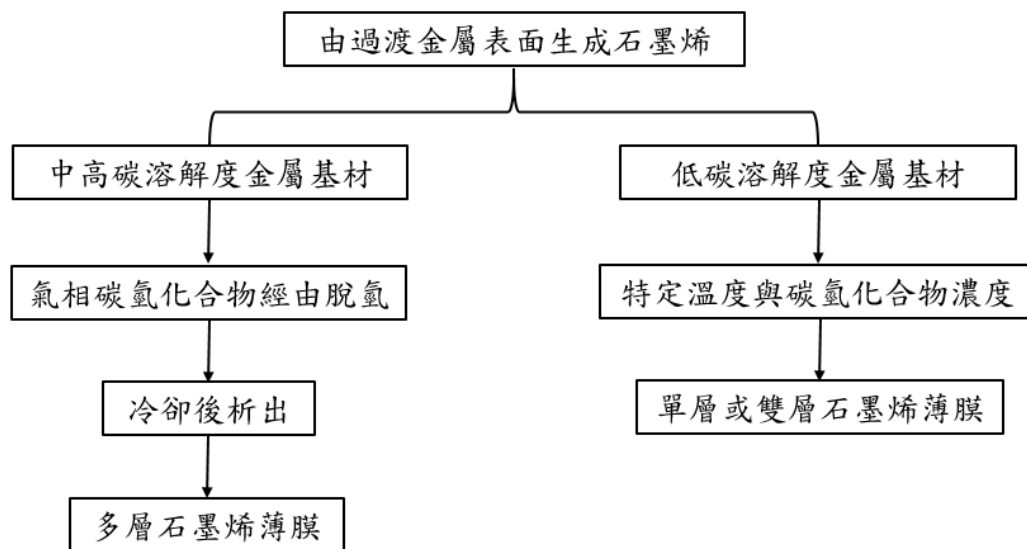 由過渡金屬表面生成石墨烯
中高碳溶解度金屬基材
氣相碳氫化合物經由脫氫
冷卻後析出
多層石墨烯薄膜
低碳溶解度金屬基材
特定溫度與碳氫化合物濃度
單層或雙層石墨烯薄膜